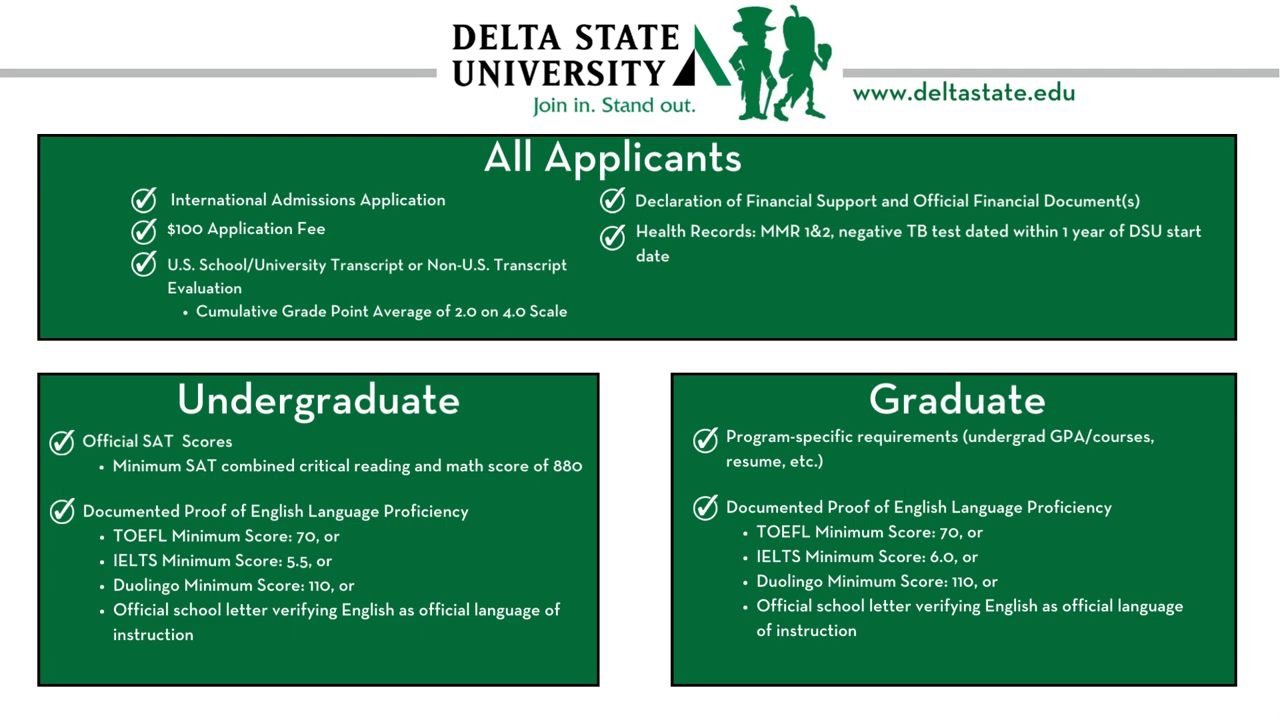 DELTA STATE
UNIVERSITY
Join in. Stand out.
www.deltastate.edu
All Applicants
International Admissions Application
$100 Application Fee
U.S. School/University Transcript or Non-U.S. Transcript
Evaluation
• Cumulative Grade Point Average of 2.0 on 4.0 Scale
Declaration of Financial Support and Official Financial Document(s)
Health Records: MMR 1&2, negative TB test dated within 1 year of DSU start
date
Undergraduate
Official SAT Scores
• Minimum SAT combined critical reading and math score of 880
Documented Proof of English Language Proficiency
• TOEFL Minimum Score: 70, or
• IELTS Minimum Score: 5.5, or
• Duolingo Minimum Score: 110, or
• Official school letter verifying English as official language of
instruction
Graduate
Program-specific requirements (undergrad GPA/courses,
resume, etc.)
Documented Proof of English Language Proficiency
• TOEFL Minimum Score: 70, or
• IELTS Minimum Score: 6.0, or
• Duolingo Minimum Score: 110, or
• Official school letter verifying English as official language
of instruction